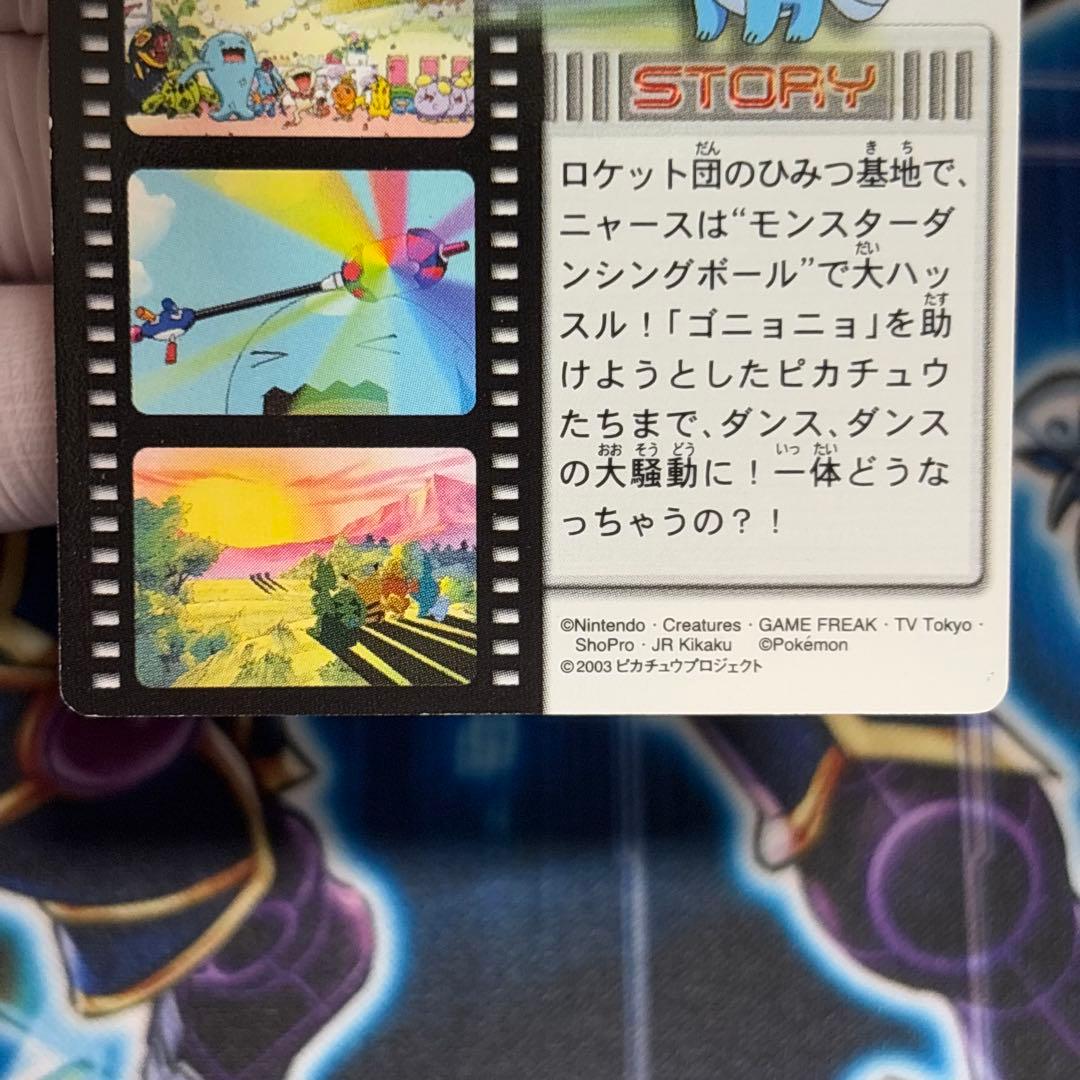 STORY
ロケット団のひみつ基地で、
ニャースは“モンスターダ
ンシングボール”で大ハッ
スル！「ゴニョニョ」を助
けようとしたピカチュウ
たちまで、ダンス、ダンス
の大騒動に！一体どうな
っちゃうの？！
©Nintendo・Creatures・GAME FREAK・TV Tokyo・
ShoPro・JR Kikaku ©Pokémon
©2003 ピカチュウプロジェクト